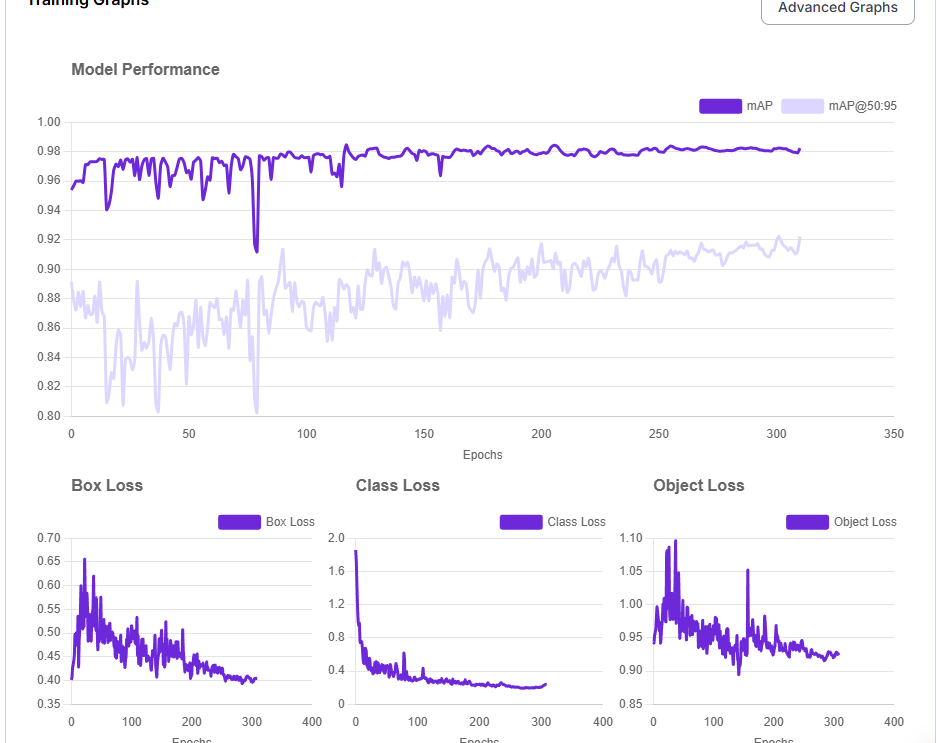 Training Graphs
Advanced Graphs
Model Performance
mAP mAP@50:95
1.00
0.98
0.96
0.94
0.92
0.90
0.88
0.86
0.84
0.82
0.80
0 50 100 150 200 250 300 350
Epochs
Box Loss Class Loss Object Loss
Box Loss Class Loss Object Loss
0.70
0.65
0.60
0.55
0.50
0.45
0.40
0.35
0 100 200 300 400
Epochs
2.0
1.6
1.2
0.8
0.4
0
0 100 200 300 400
Epochs
1.10
1.05
1.00
0.95
0.90
0.85
0 100 200 300 400
Epochs